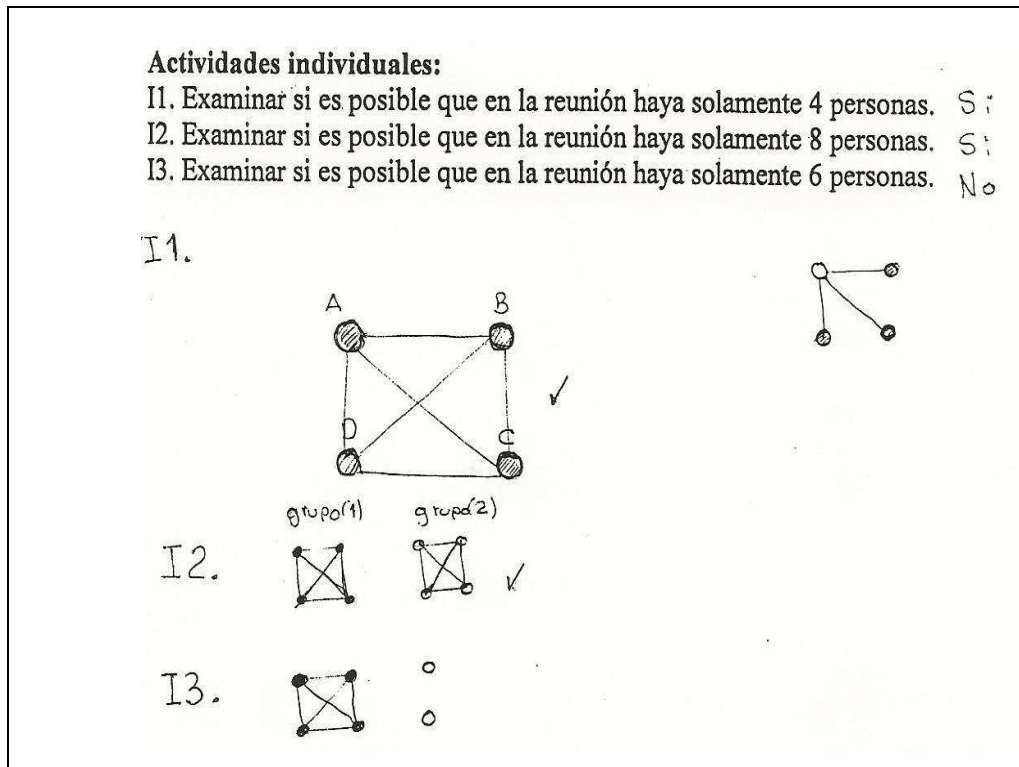 Actividades individuales:
I1. Examinar si es posible que en la reunión haya solamente 4 personas. Si
I2. Examinar si es posible que en la reunión haya solamente 8 personas. Si
I3. Examinar si es posible que en la reunión haya solamente 6 personas. No
I1.
A B
D C
grupo(1) grupo(2)
I2.
I3.